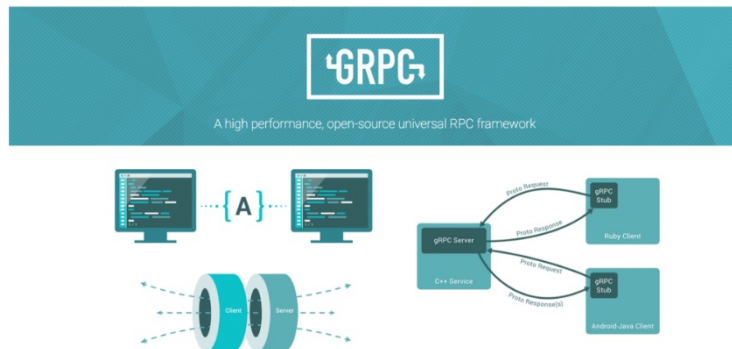 GRPC
A high performance, open-source universal RPC framework
{A}
Client
Server
Proto Request
Proto Response
gRPC Server
C++ Service
gRPC
Stub
Ruby Client
Proto Request
Proto Response(s)
gRPC
Stub
Android-Java Client